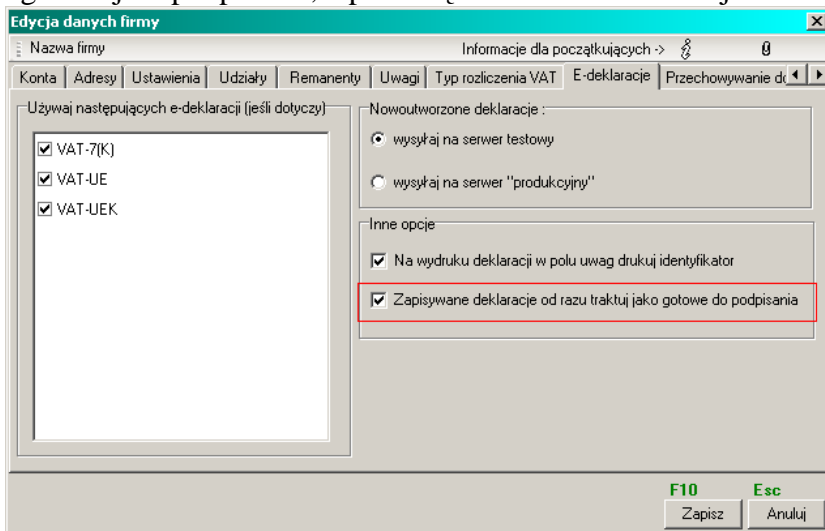 Edycja danych firmy
Nazwa firmy Informacje dla początkujących ->
Konta Adresy Ustawienia Udziały Remanenty Uwagi Typ rozliczenia VAT E-deklaracje Przechowywanie do
Używaj następujących e-deklaracji (jeśli dotyczy)
VAT-7(K)
VAT-UE
VAT-UEK
Nowoutworzone deklaracje :
wysyłaj na serwer testowy
wysyłaj na serwer "produkcyjny"
Inne opcje
Na wydruku deklaracji w polu uwag drukuj identyfikator
Zapisywane deklaracje od razu traktuj jako gotowe do podpisania
F10 Esc
Zapisz Anuluj